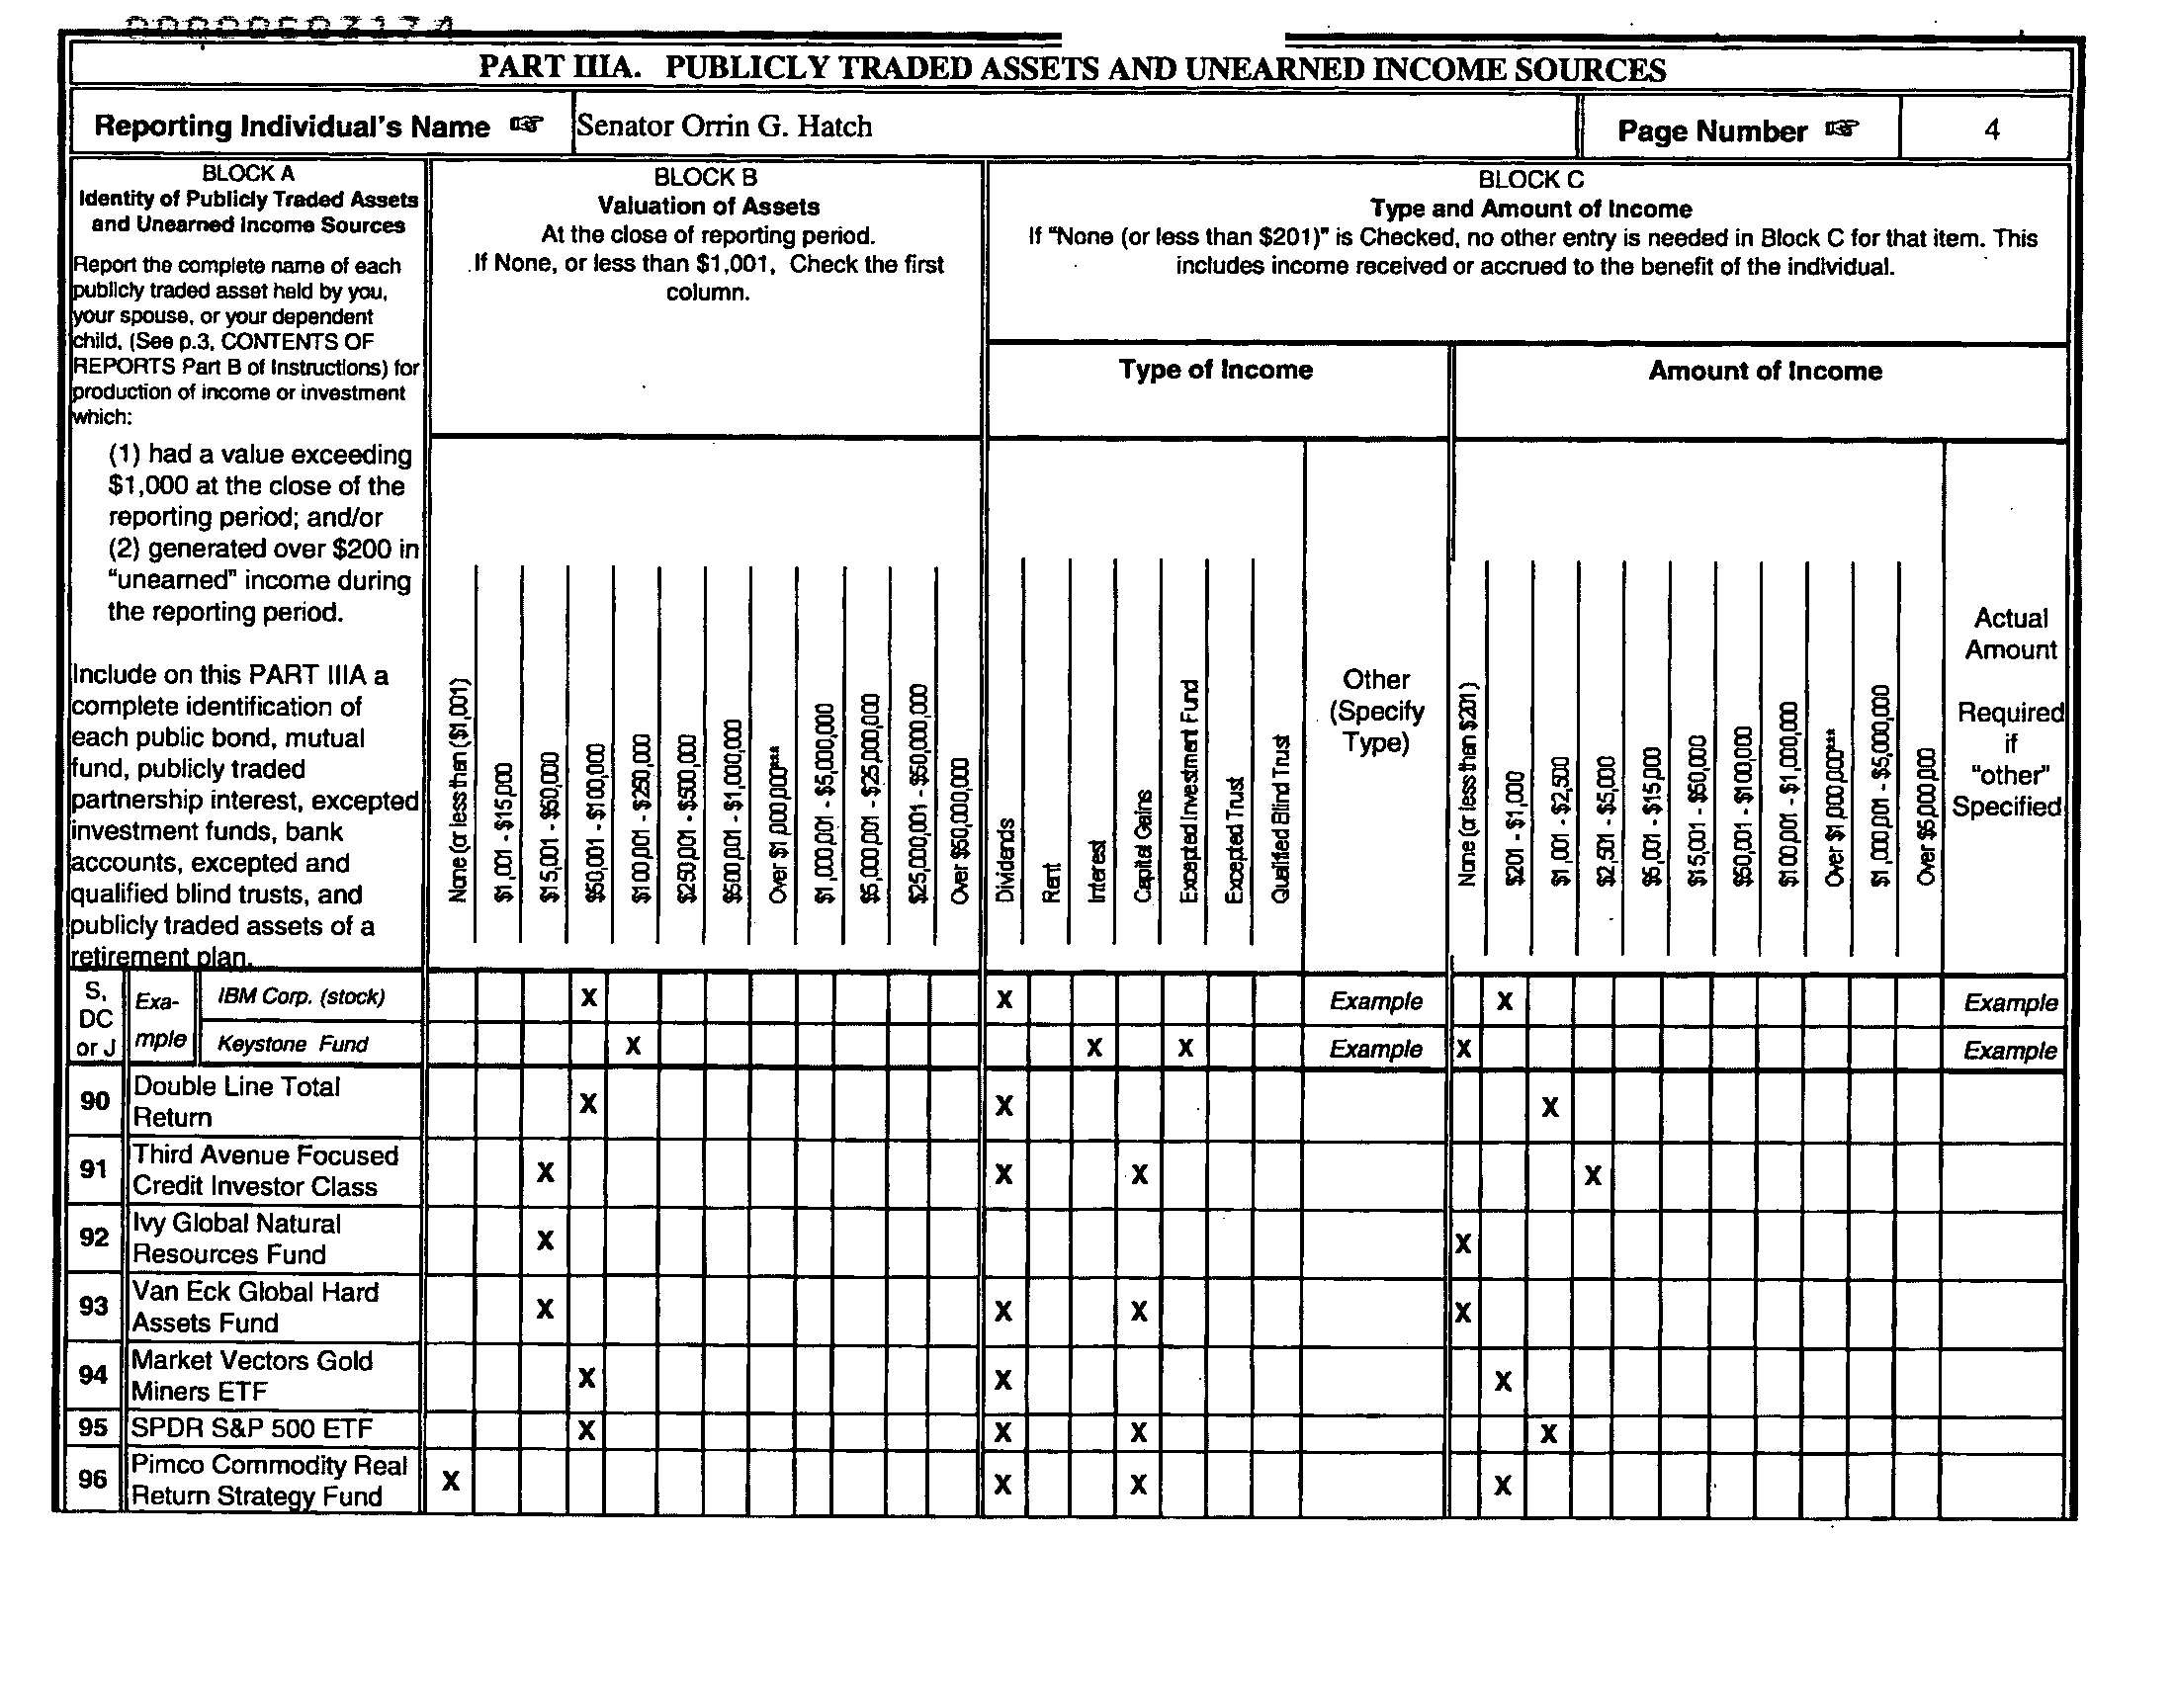 00000503174
PART IIIA. PUBLICLY TRADED ASSETS AND UNEARNED INCOME SOURCES
Reporting Individual's Name ☞ Senator Orrin G. Hatch Page Number ☞ 4
BLOCK A
Identity of Publicly Traded Assets
and Unearned Income Sources
Report the complete name of each
publicly traded asset held by you,
your spouse, or your dependent
child, (See p.3, CONTENTS OF
REPORTS Part B of Instructions) for
production of income or investment
which:
(1) had a value exceeding
$1,000 at the close of the
reporting period; and/or
(2) generated over $200 in
"unearned" income during
the reporting period.
Include on this PART IIIA a
complete identification of
each public bond, mutual
fund, publicly traded
partnership interest, excepted
investment funds, bank
accounts, excepted and
qualified blind trusts, and
publicly traded assets of a
retirement plan.
BLOCK B
Valuation of Assets
At the close of reporting period.
If None, or less than $1,001, Check the first
column.
None (or less than ($1,001)
$1,001 - $15,000
$15,001 - $50,000
$50,001 - $100,000
$100,001 - $250,000
$250,001 - $500,000
$500,001 - $1,000,000
Over $1,000,000***
$1,000,001 - $5,000,000
$5,000,001 - $25,000,000
$25,000,001 - $50,000,000
Over $50,000,000
BLOCK C
Type and Amount of Income
If "None (or less than $201)" is Checked, no other entry is needed in Block C for that item. This
includes income received or accrued to the benefit of the individual.
Type of Income
Dividends
Rent
Interest
Capital Gains
Excepted Investment Fund
Excepted Trust
Qualified Blind Trust
Other
(Specify
Type)
Amount of Income
None (or less than $201)
$201 - $1,000
$1,001 - $2,500
$2,501 - $5,000
$5,001 - $15,000
$15,001 - $50,000
$50,001 - $100,000
$100,001 - $1,000,000
Over $1,000,000***
$1,000,001 - $5,000,000
Over $5,000,000
Actual
Amount
Required
if
"other"
Specified
S,
DC
or J
Exa-
mple
IBM Corp. (stock) X X Example X Example
Keystone Fund X X X Example X Example
90 Double Line Total
Return X X X
91 Third Avenue Focused
Credit Investor Class X X X X
92 Ivy Global Natural
Resources Fund X X
93 Van Eck Global Hard
Assets Fund X X X X
94 Market Vectors Gold
Miners ETF X X X
95 SPDR S&P 500 ETF X X X X
96 Pimco Commodity Real
Return Strategy Fund X X X X